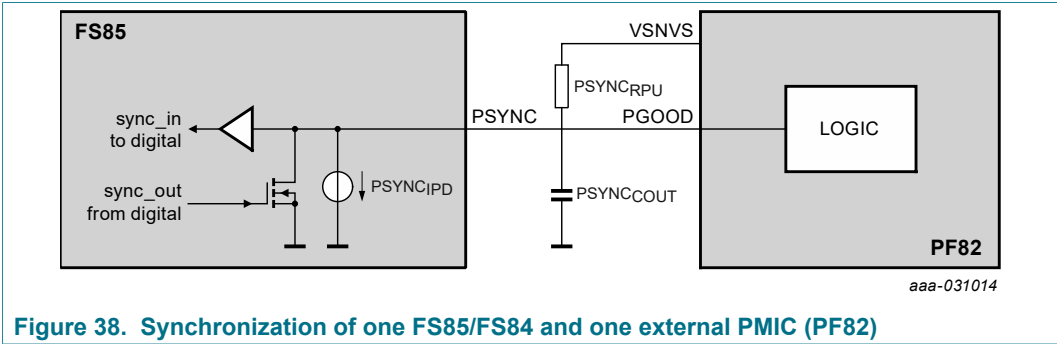 FS85
VSNVS
PSYNCRPU
sync_in
to digital
PSYNC
PGOOD
LOGIC
sync_out
from digital
PSYNCIPD
PSYNCCOUT
PF82
aaa-031014
Figure 38. Synchronization of one FS85/FS84 and one external PMIC (PF82)